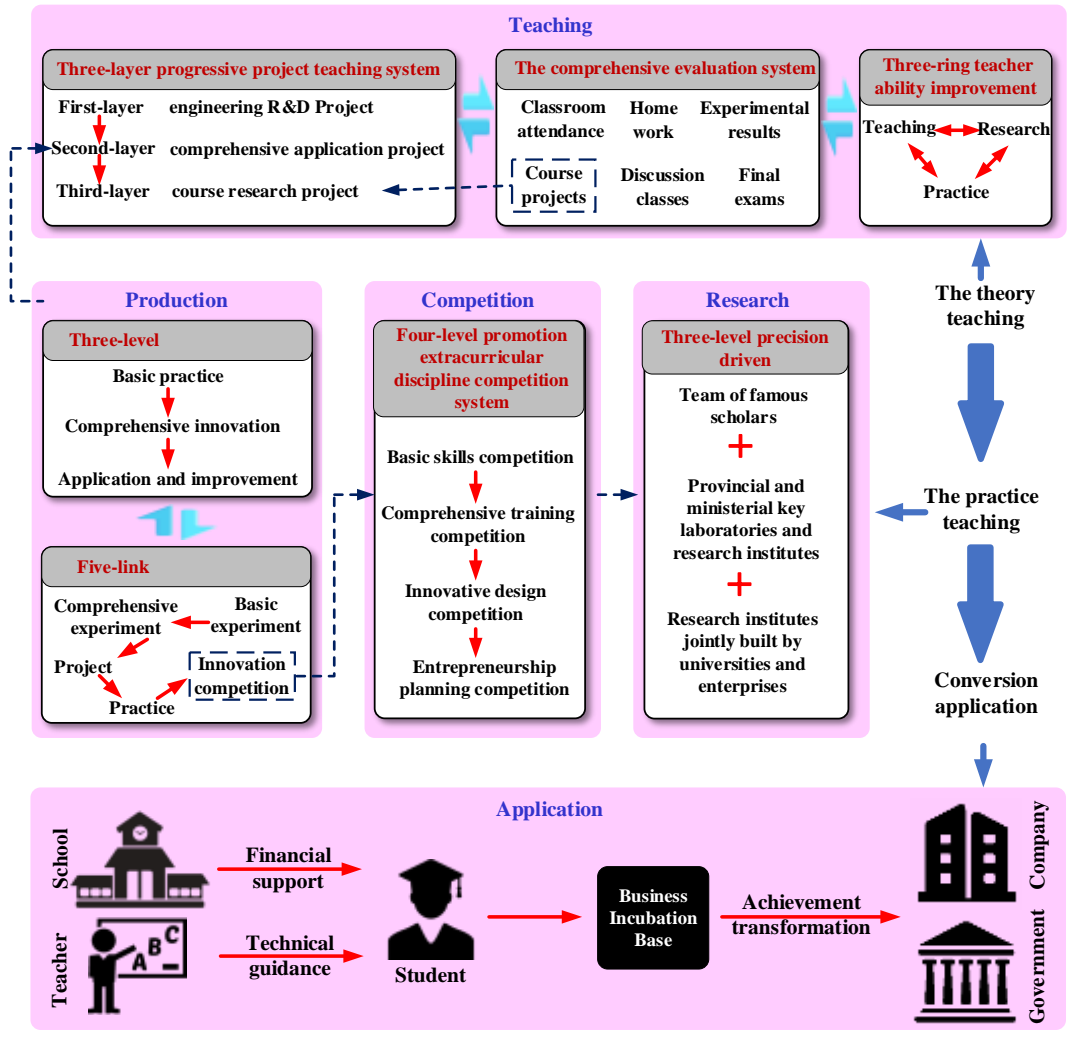 Teaching
Three-layer progressive project teaching system
First-layer engineering R&D Project
Second-layer comprehensive application project
Third-layer course research project
The comprehensive evaluation system
Classroom
attendance
Home
work
Experimental
results
Course
projects
Discussion
classes
Final
exams
Three-ring teacher
ability improvement
Teaching
Research
Practice
Production
Three-level
Basic practice
Comprehensive innovation
Application and improvement
Five-link
Comprehensive
experiment
Basic
experiment
Project
Practice
Innovation
competition
Competition
Four-level promotion
extracurricular
discipline competition
system
Basic skills competition
Comprehensive training
competition
Innovative design
competition
Entrepreneurship
planning competition
Research
Three-level precision
driven
Team of famous
scholars
+
Provincial and
ministerial key
laboratories and
research institutes
+
Research institutes
jointly built by
universities and
enterprises
The theory
teaching
The practice
teaching
Conversion
application
Application
School
Financial
support
Teacher
A B C
Technical
guidance
Student
Business
Incubation
Base
Achievement
transformation
Company
Government